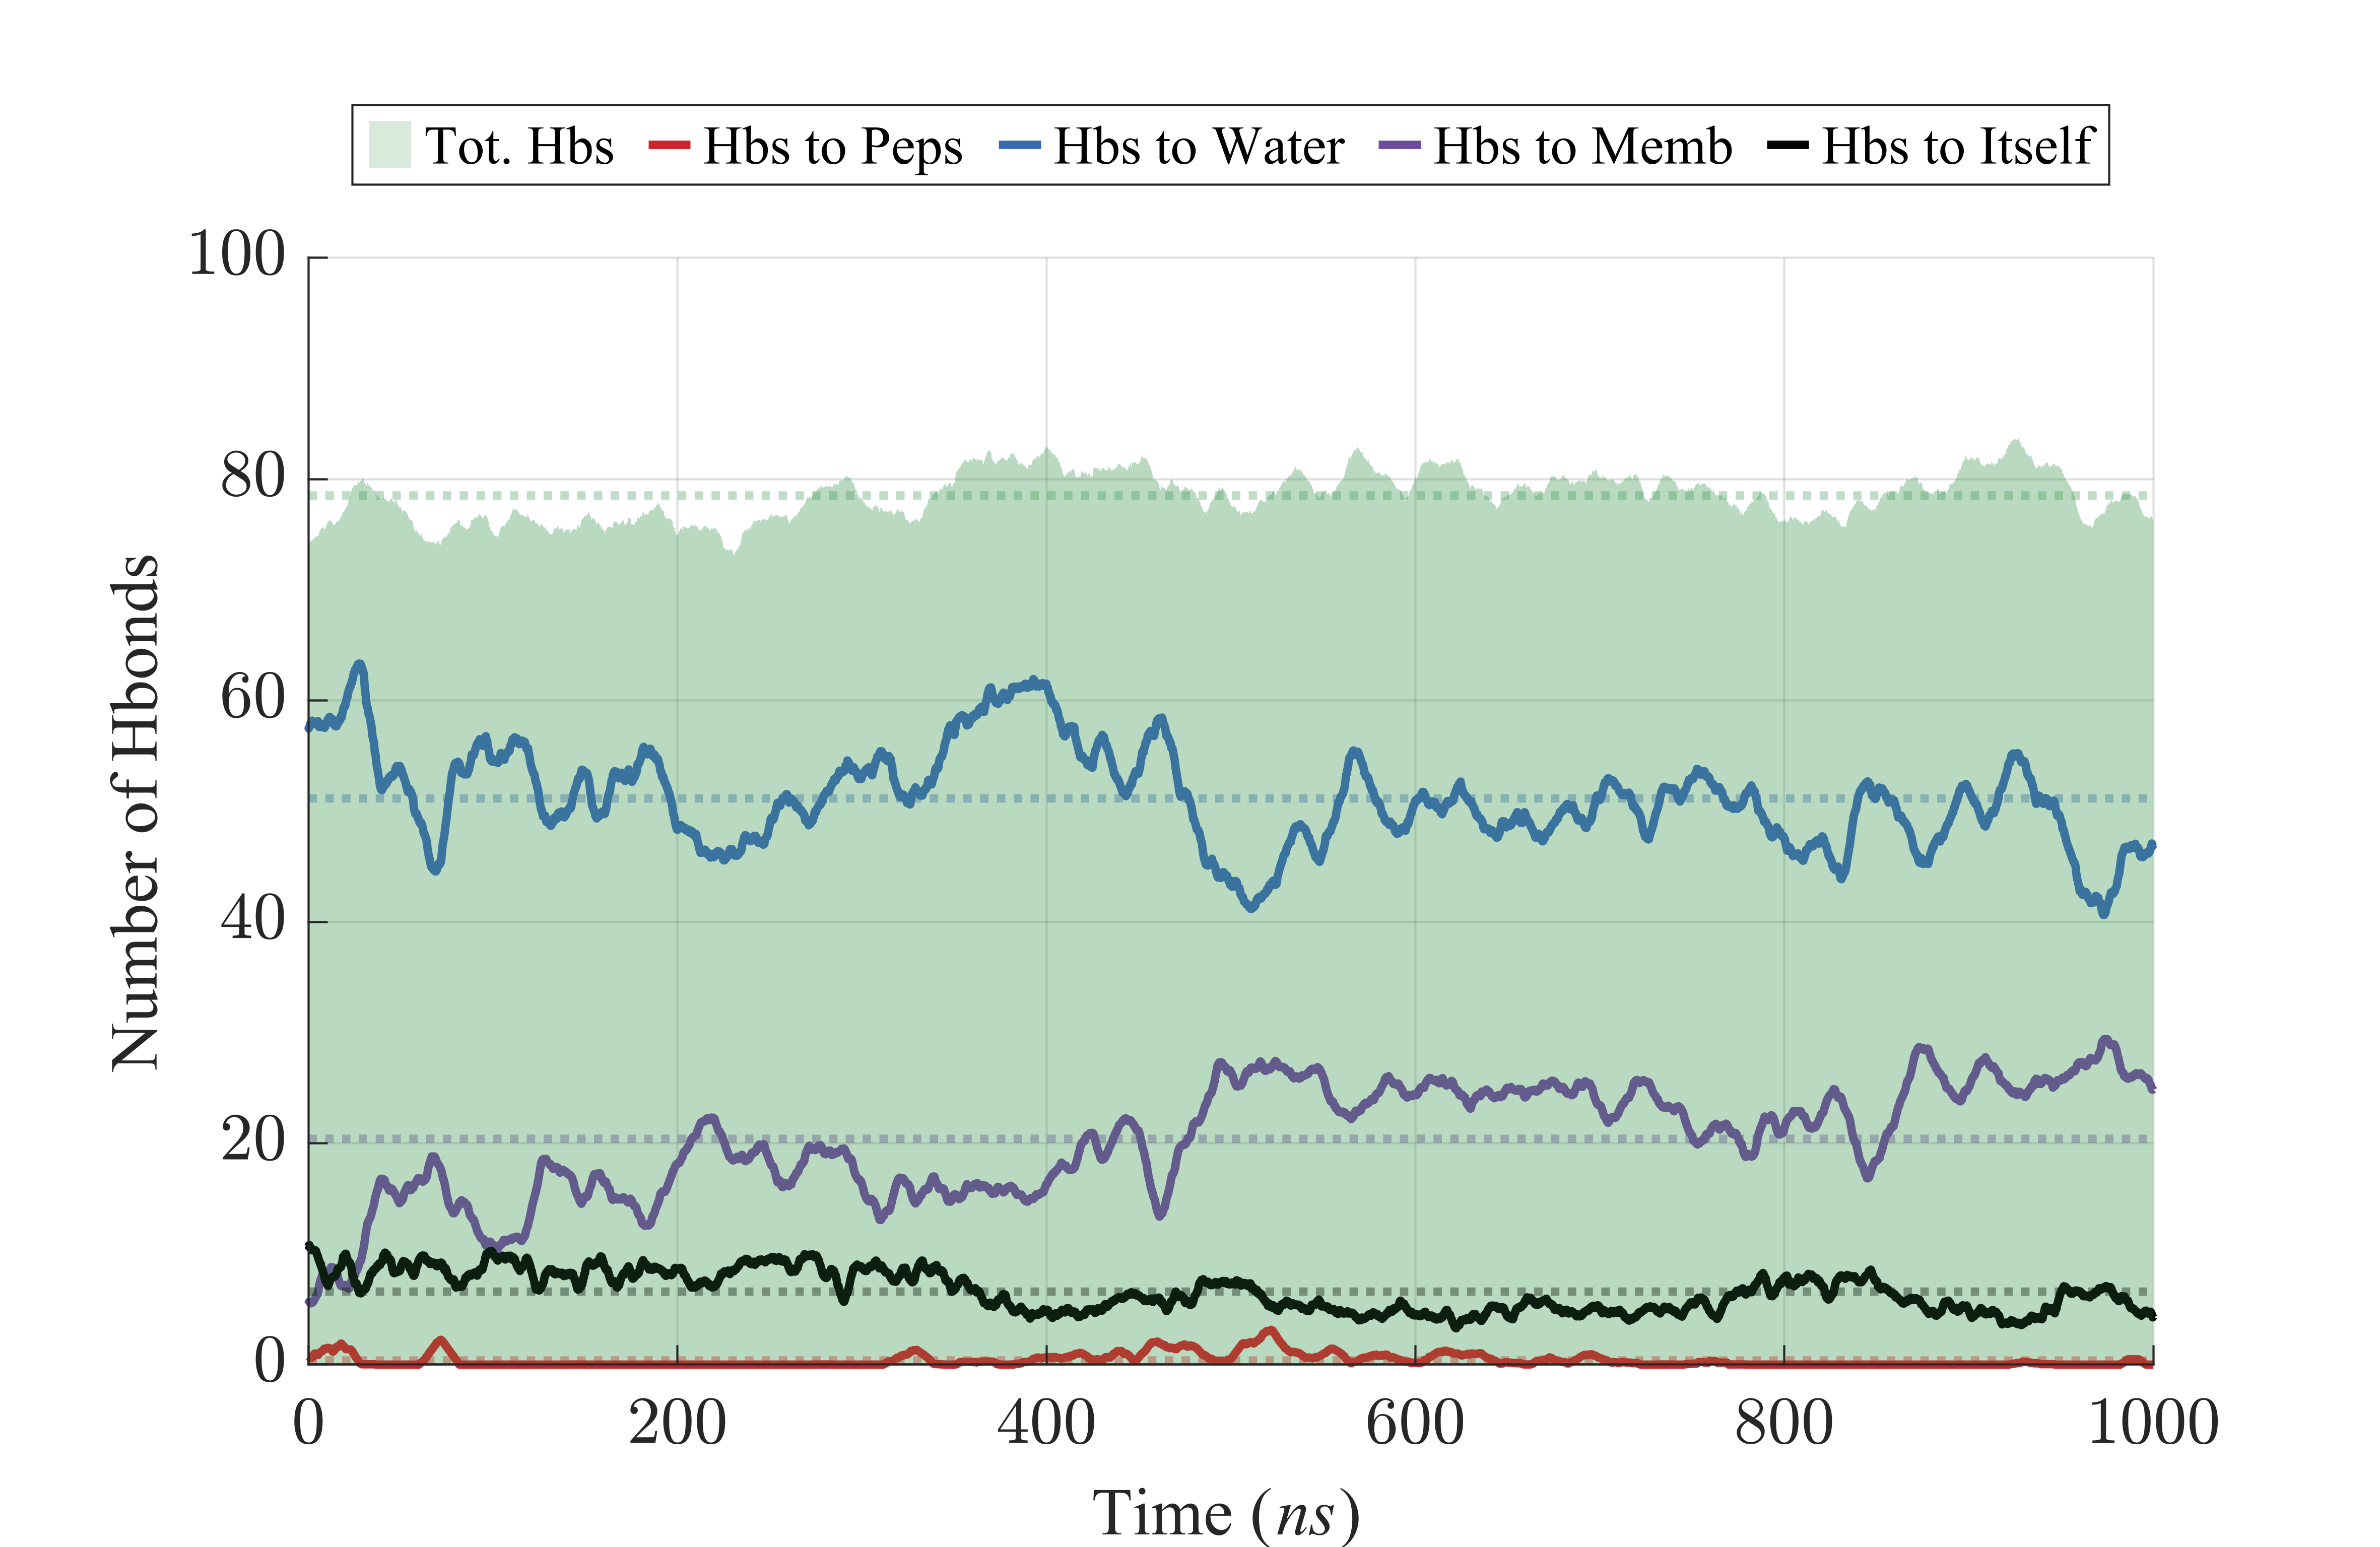 Tot. Hbs Hbs to Peps Hbs to Water Hbs to Memb Hbs to Itself
100
80
60
40
20
0
Number of Hbonds
0 200 400 600 800 1000
Time (ns)